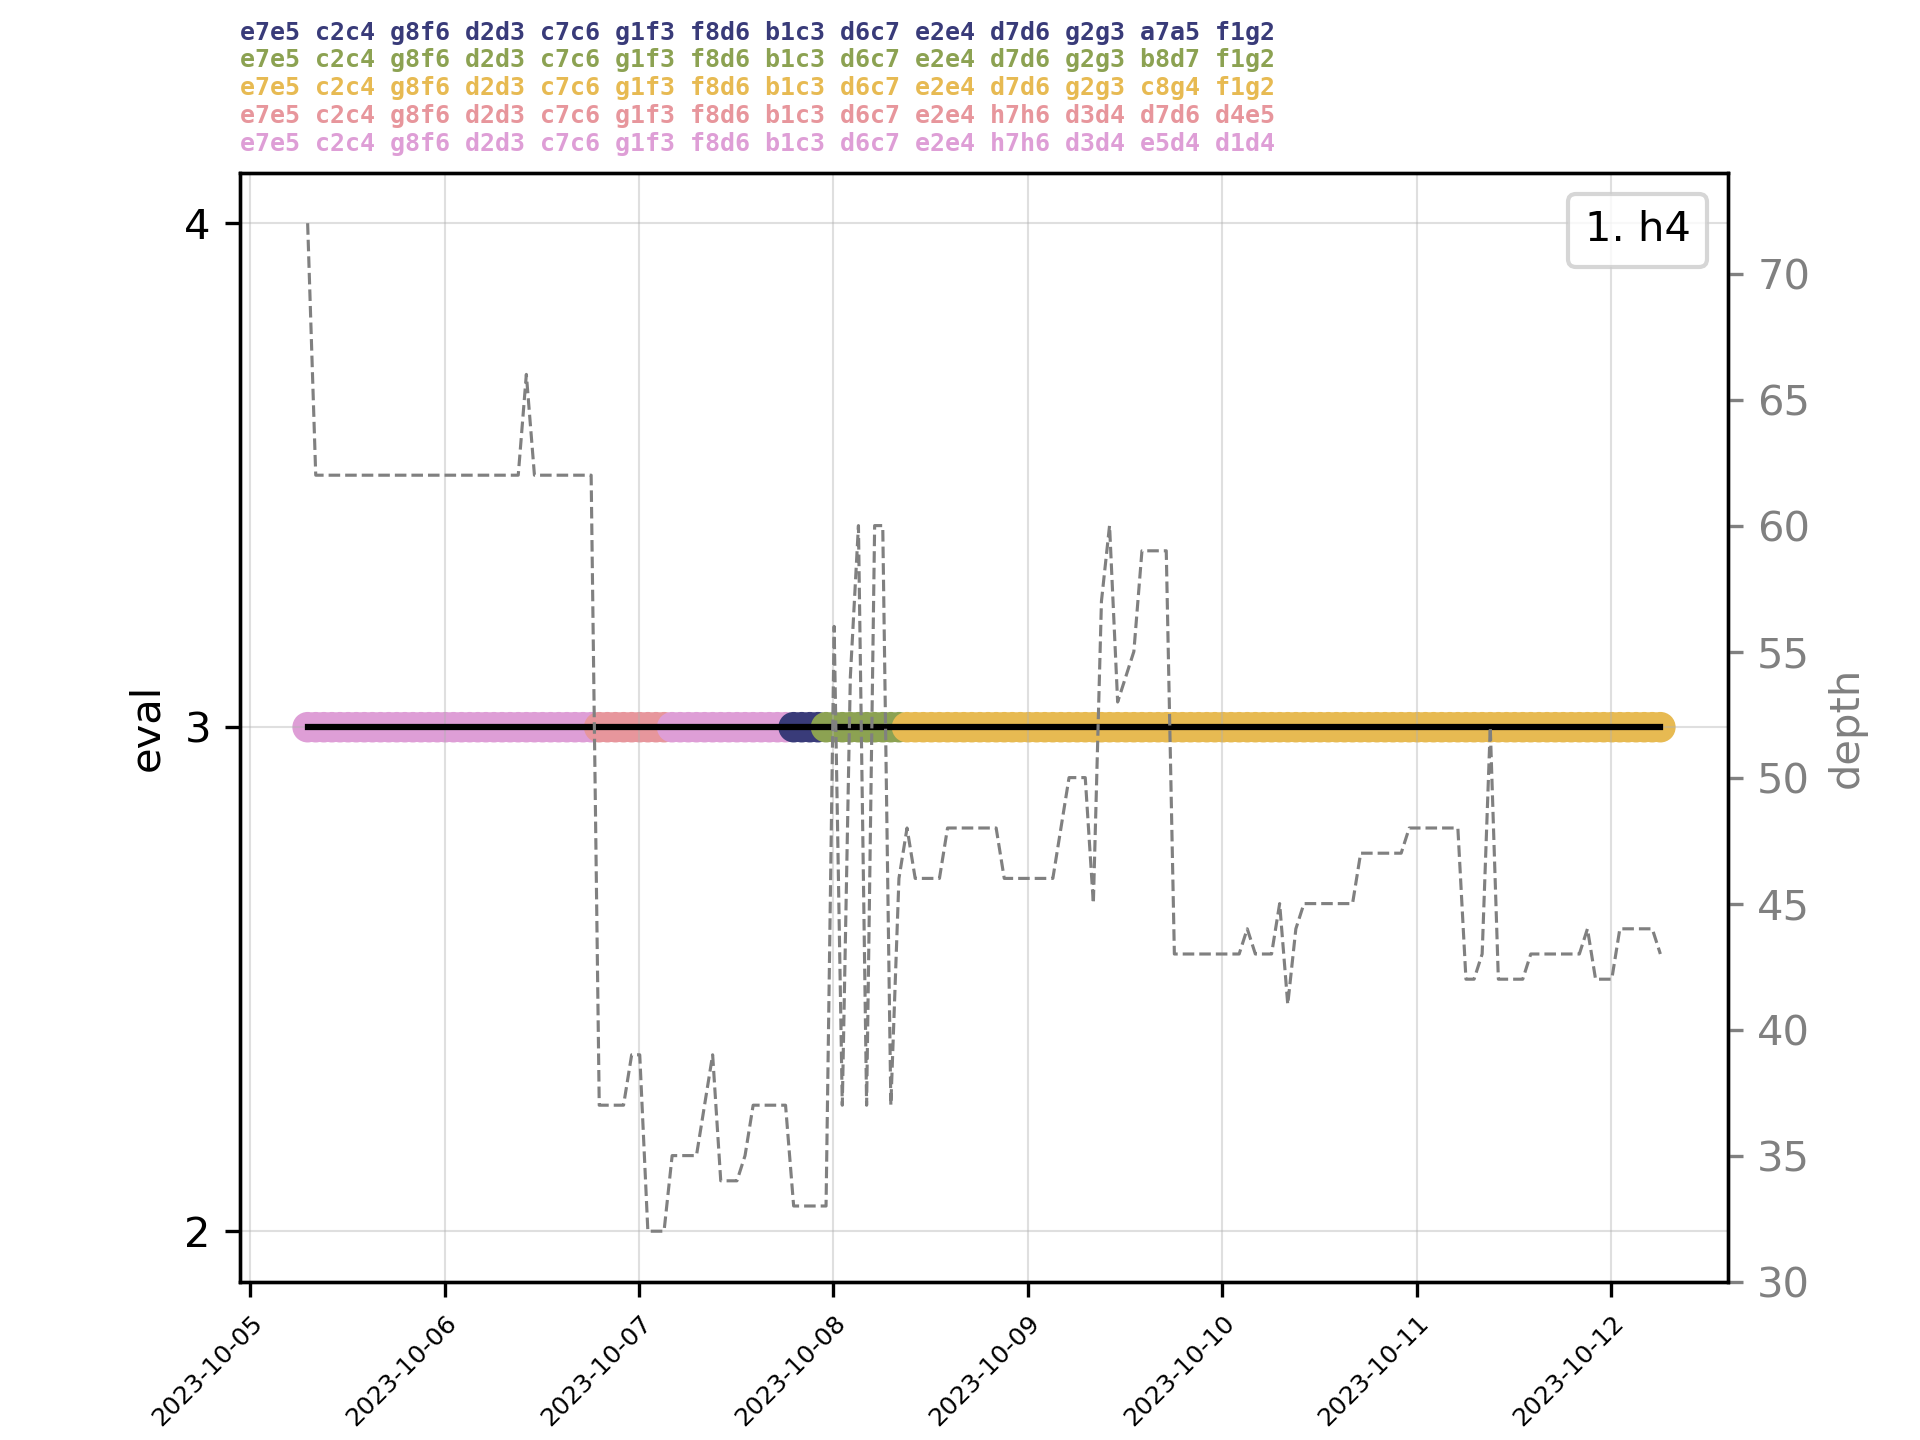 e7e5 c2c4 g8f6 d2d3 c7c6 g1f3 f8d6 b1c3 d6c7 e2e4 d7d6 g2g3 a7a5 f1g2
e7e5 c2c4 g8f6 d2d3 c7c6 g1f3 f8d6 b1c3 d6c7 e2e4 d7d6 g2g3 b8d7 f1g2
e7e5 c2c4 g8f6 d2d3 c7c6 g1f3 f8d6 b1c3 d6c7 e2e4 d7d6 g2g3 c8g4 f1g2
e7e5 c2c4 g8f6 d2d3 c7c6 g1f3 f8d6 b1c3 d6c7 e2e4 h7h6 d3d4 d7d6 d4e5
e7e5 c2c4 g8f6 d2d3 c7c6 g1f3 f8d6 b1c3 d6c7 e2e4 h7h6 d3d4 e5d4 d1d4
1. h4
4
3
2
eval
70
65
60
55
50
45
40
35
30
depth
2023-10-05
2023-10-06
2023-10-07
2023-10-08
2023-10-09
2023-10-10
2023-10-11
2023-10-12